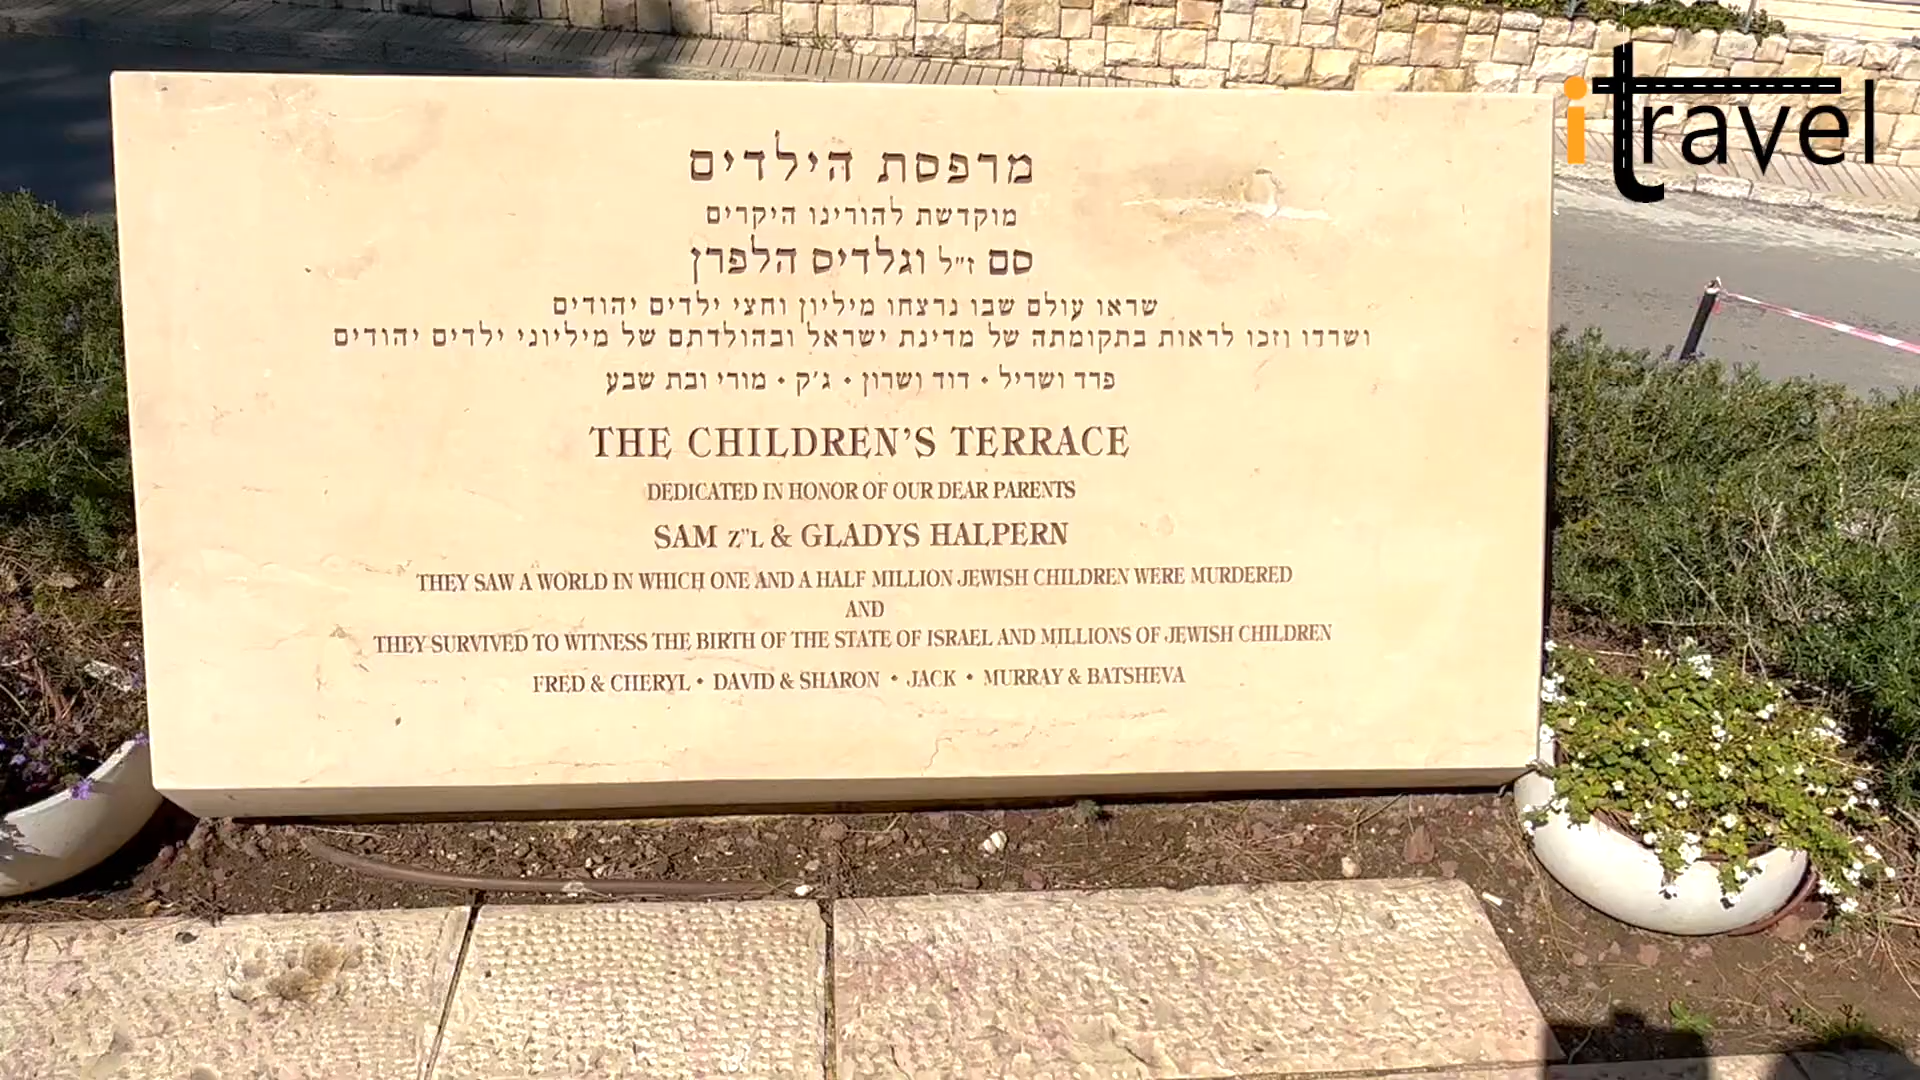 מרפסת הילדים
מוקדשת להורינו היקרים
סם ז״ל וגלדיס הלפרן
שראו עולם שבו נרצחו מיליון וחצי ילדים יהודים
ושרדו וזכו לראות בתקומתה של מדינת ישראל ובהולדתם של מיליוני ילדים יהודים
פרד ושריל • דוד ושרון • ג׳ק • מורי ובת שבע
THE CHILDREN'S TERRACE
DEDICATED IN HONOR OF OUR DEAR PARENTS
SAM Z"L & GLADYS HALPERN
THEY SAW A WORLD IN WHICH ONE AND A HALF MILLION JEWISH CHILDREN WERE MURDERED
AND
THEY SURVIVED TO WITNESS THE BIRTH OF THE STATE OF ISRAEL AND MILLIONS OF JEWISH CHILDREN
FRED & CHERYL • DAVID & SHARON • JACK • MURRAY & BATSHEVA
itravel